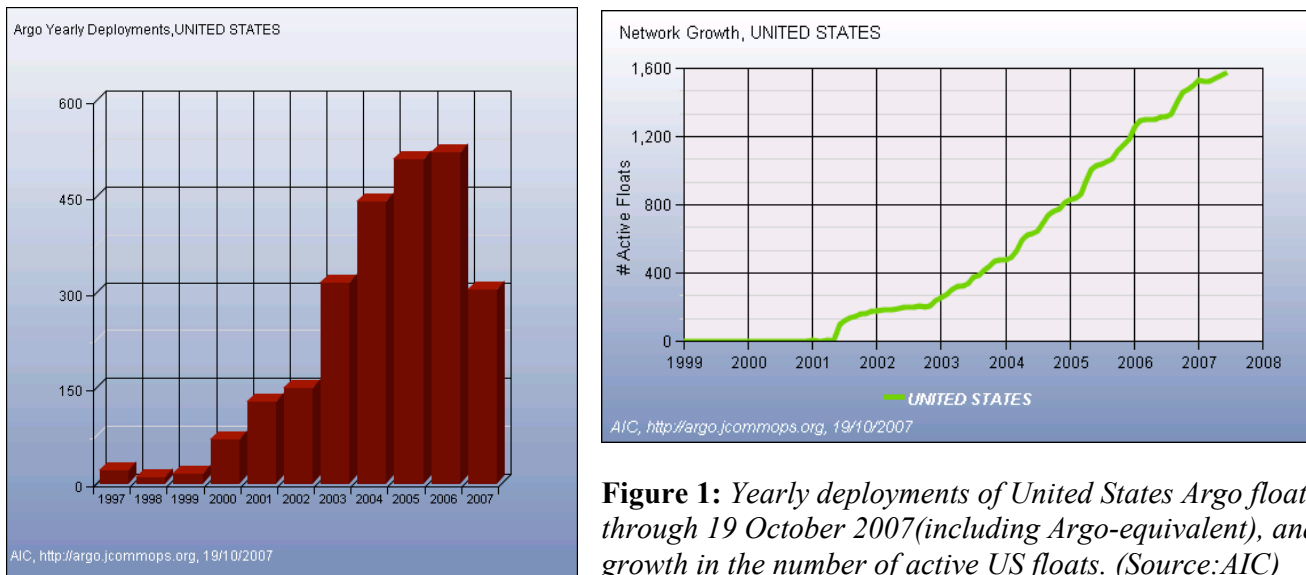 Argo Yearly Deployments,UNITED STATES
600
450
300
150
0
1997 1998 1999 2000 2001 2002 2003 2004 2005 2006 2007
AIC, http://argo.jcommops.org, 19/10/2007
Network Growth, UNITED STATES
# Active Floats
1,600
1,200
800
400
0
1999 2000 2001 2002 2003 2004 2005 2006 2007 2008
UNITED STATES
AIC, http://argo.jcommops.org, 19/10/2007
Figure 1: Yearly deployments of United States Argo float
through 19 October 2007(including Argo-equivalent), and
growth in the number of active US floats. (Source:AIC)